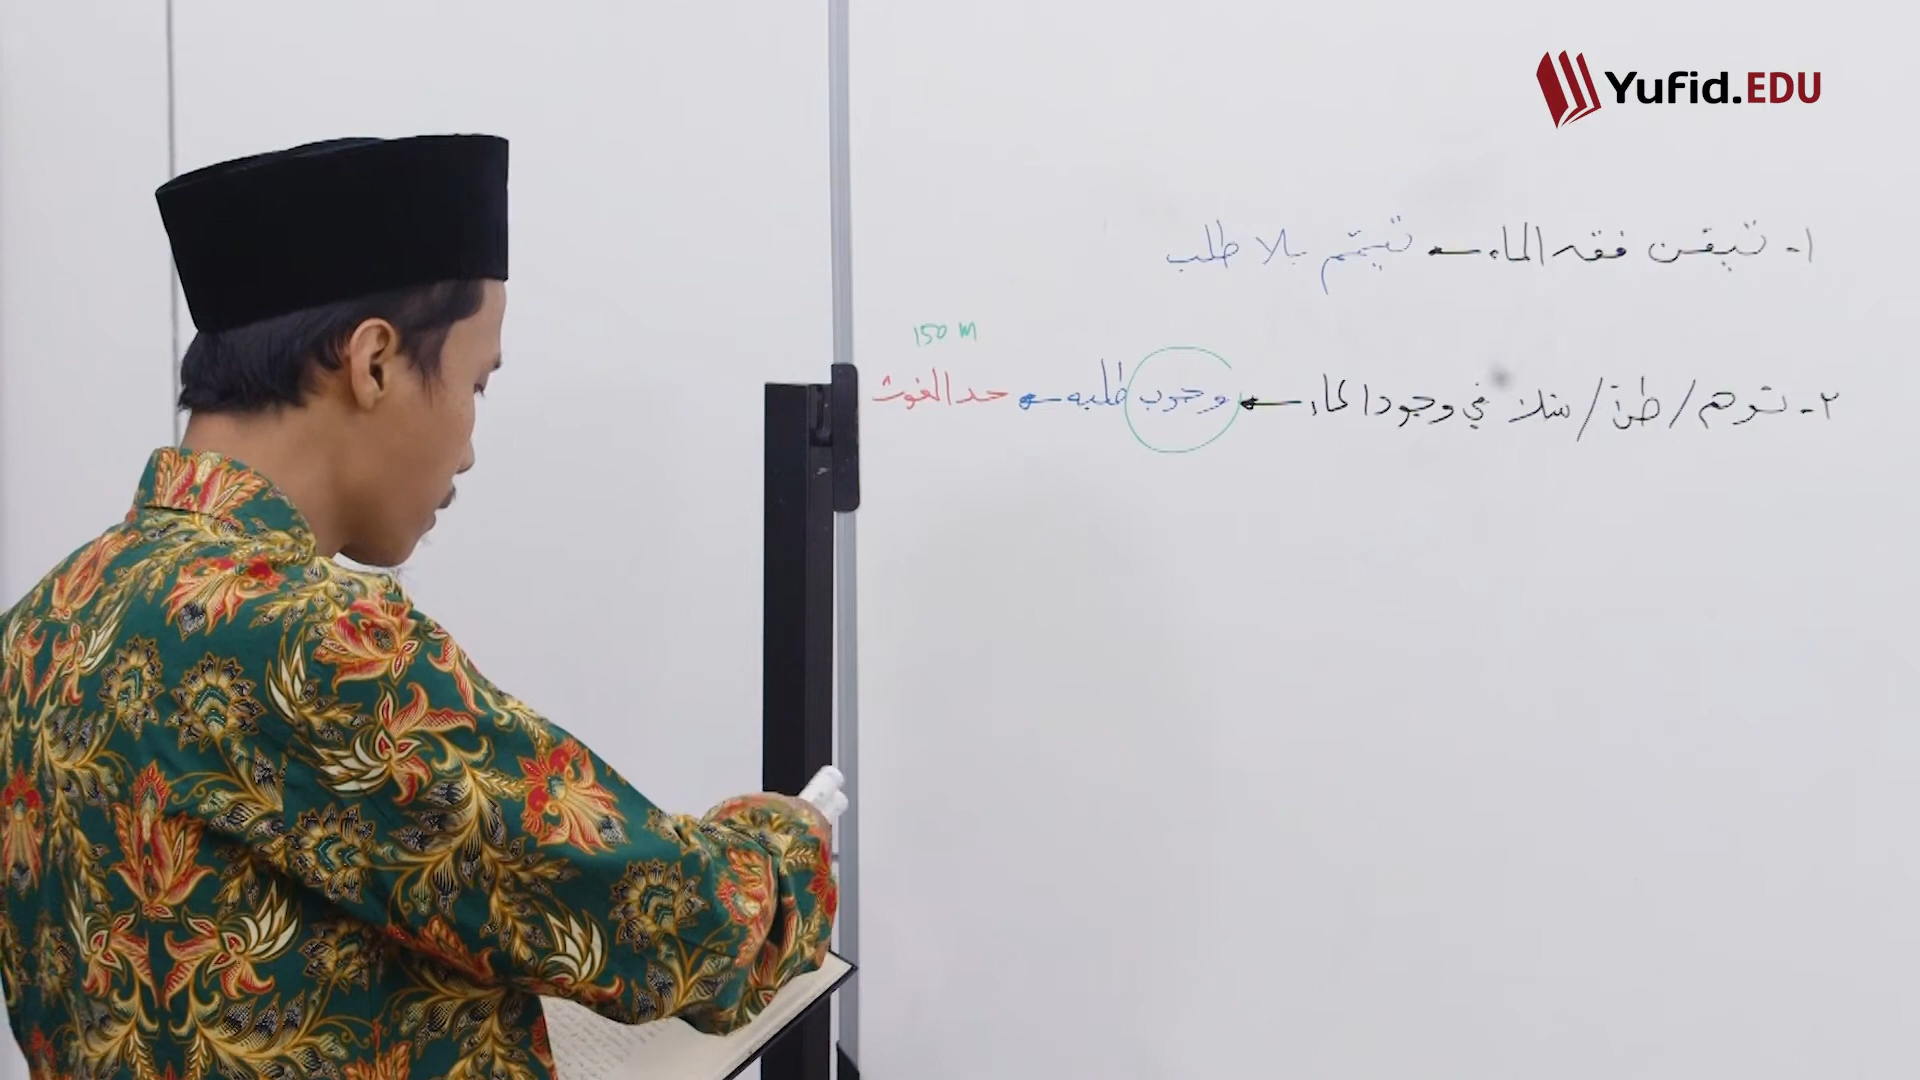 Yufid.EDU
١- تيقن فقد الماء ← تيمّم بلا طلب
150 M
٢- توهم / ظنّ / شك في وجود الماء ← وجوب طلبه ← حد الغوث